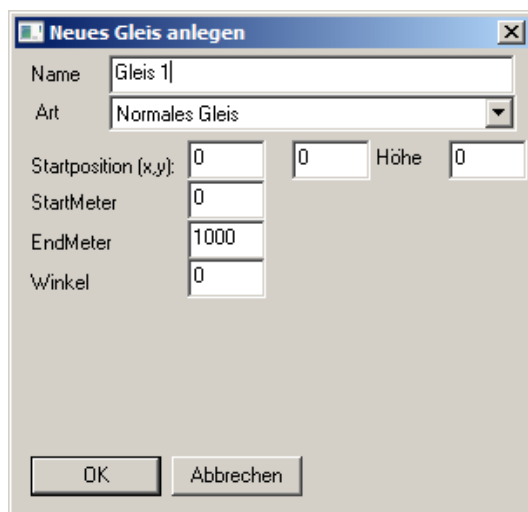 Neues Gleis anlegen
Name Gleis 1
Art Normales Gleis
Startposition (x,y): 0 0 Höhe 0
StartMeter 0
EndMeter 1000
Winkel 0
OK Abbrechen